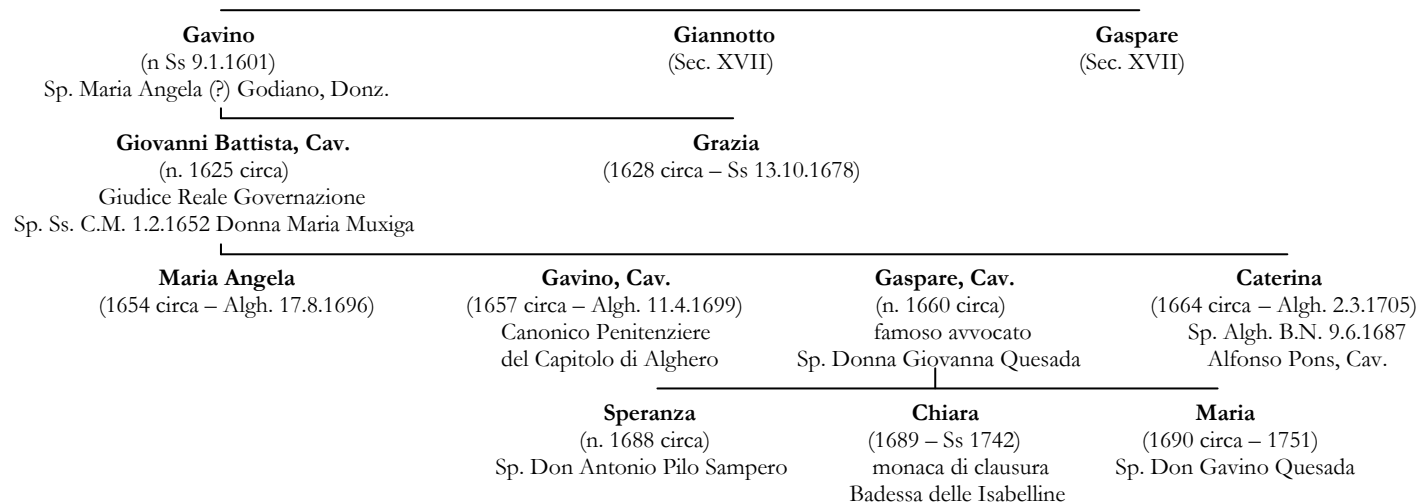 Gavino
(n Ss 9.1.1601)
Sp. Maria Angela (?) Godiano, Donz.
Giannotto
(Sec. XVII)
Gaspare
(Sec. XVII)
Giovanni Battista, Cav.
(n. 1625 circa)
Giudice Reale Governazione
Sp. Ss. C.M. 1.2.1652 Donna Maria Muxiga
Grazia
(1628 circa – Ss 13.10.1678)
Maria Angela
(1654 circa – Algh. 17.8.1696)
Gavino, Cav.
(1657 circa – Algh. 11.4.1699)
Canonico Penitenziere
del Capitolo di Alghero
Gaspare, Cav.
(n. 1660 circa)
famoso avvocato
Sp. Donna Giovanna Quesada
Caterina
(1664 circa – Algh. 2.3.1705)
Sp. Algh. B.N. 9.6.1687
Alfonso Pons, Cav.
Speranza
(n. 1688 circa)
Sp. Don Antonio Pilo Sampero
Chiara
(1689 – Ss 1742)
monaca di clausura
Badessa delle Isabelline
Maria
(1690 circa – 1751)
Sp. Don Gavino Quesada